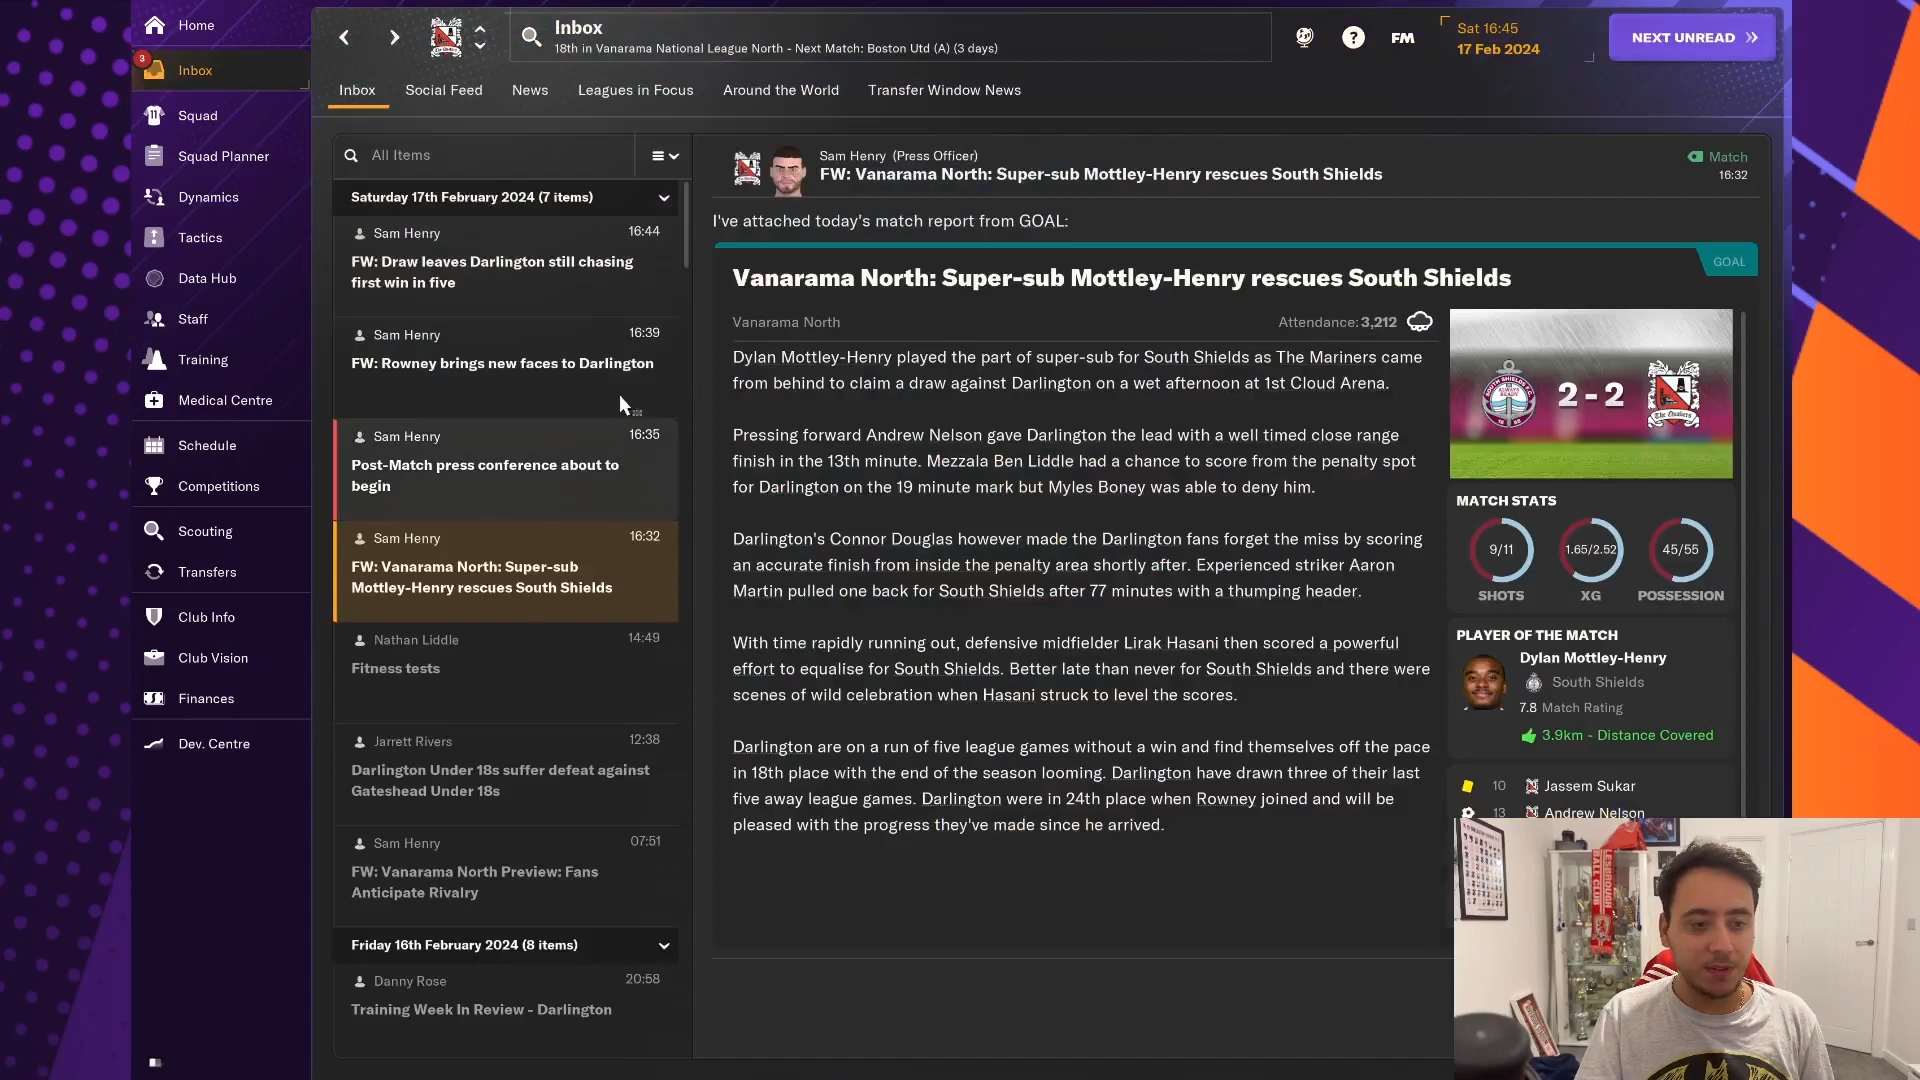 Home
3
Inbox
Squad
Squad Planner
Dynamics
Tactics
Data Hub
Staff
Training
Medical Centre
Schedule
Competitions
Scouting
Transfers
Club Info
Club Vision
Finances
Dev. Centre
Inbox
18th in Vanarama National League North - Next Match: Boston Utd (A) (3 days)
?
FM
Sat 16:45
17 Feb 2024
NEXT UNREAD
Inbox
Social Feed
News
Leagues in Focus
Around the World
Transfer Window News
All Items
Saturday 17th February 2024 (7 items)
Sam Henry
16:44
FW: Draw leaves Darlington still chasing
first win in five
Sam Henry
16:39
FW: Rowney brings new faces to Darlington
Sam Henry
16:35
Post-Match press conference about to
begin
Sam Henry
16:32
FW: Vanarama North: Super-sub
Mottley-Henry rescues South Shields
Nathan Liddle
14:49
Fitness tests
Jarrett Rivers
12:38
Darlington Under 18s suffer defeat against
Gateshead Under 18s
Sam Henry
07:51
FW: Vanarama North Preview: Fans
Anticipate Rivalry
Friday 16th February 2024 (8 items)
Danny Rose
20:58
Training Week In Review - Darlington
Sam Henry (Press Officer)
FW: Vanarama North: Super-sub Mottley-Henry rescues South Shields
Match
16:32
I've attached today's match report from GOAL:
GOAL
Vanarama North: Super-sub Mottley-Henry rescues South Shields
Vanarama North
Attendance: 3,212
Dylan Mottley-Henry played the part of super-sub for South Shields as The Mariners came
from behind to claim a draw against Darlington on a wet afternoon at 1st Cloud Arena.
Pressing forward Andrew Nelson gave Darlington the lead with a well timed close range
finish in the 13th minute. Mezzala Ben Liddle had a chance to score from the penalty spot
for Darlington on the 19 minute mark but Myles Boney was able to deny him.
Darlington's Connor Douglas however made the Darlington fans forget the miss by scoring
an accurate finish from inside the penalty area shortly after. Experienced striker Aaron
Martin pulled one back for South Shields after 77 minutes with a thumping header.
With time rapidly running out, defensive midfielder Lirak Hasani then scored a powerful
effort to equalise for South Shields. Better late than never for South Shields and there were
scenes of wild celebration when Hasani struck to level the scores.
Darlington are on a run of five league games without a win and find themselves off the pace
in 18th place with the end of the season looming. Darlington have drawn three of their last
five away league games. Darlington were in 24th place when Rowney joined and will be
pleased with the progress they've made since he arrived.
2 - 2
The Quakers
MATCH STATS
9/11
1.65/2.52
45/55
SHOTS
XG
POSSESSION
PLAYER OF THE MATCH
Dylan Mottley-Henry
South Shields
7.8 Match Rating
3.9km - Distance Covered
10
Jassem Sukar
13
Andrew Nelson